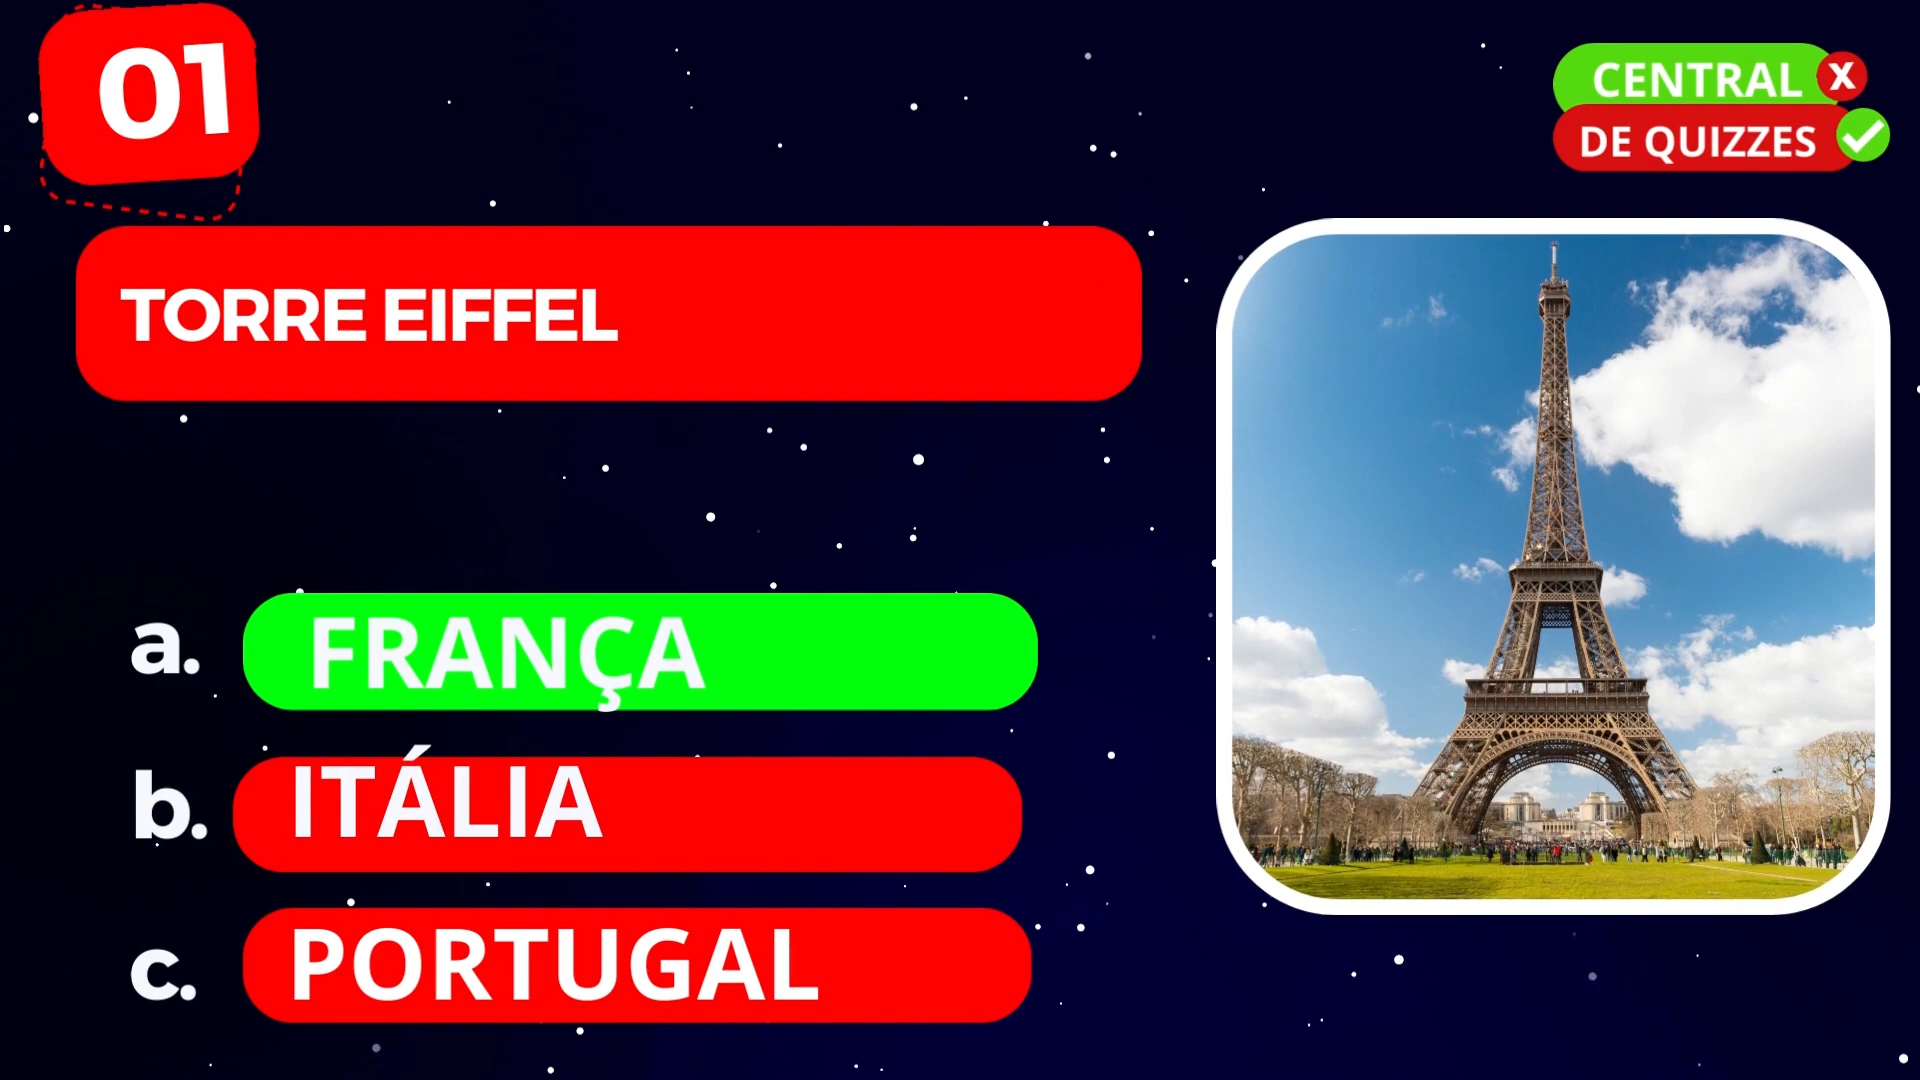 01
CENTRAL X
DE QUIZZES
TORRE EIFFEL
a. FRANÇA
b. ITÁLIA
c. PORTUGAL